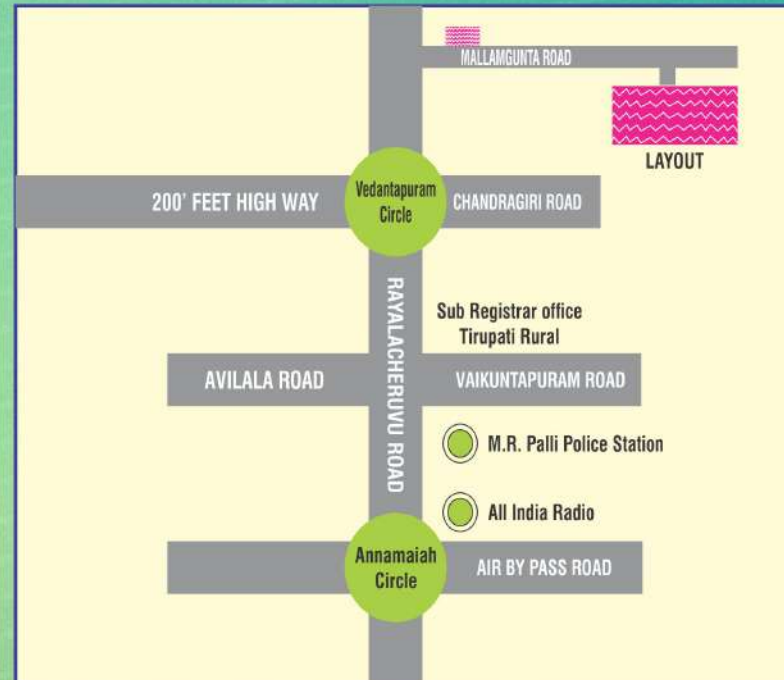 MALLAMGUNTA ROAD
LAYOUT
Vedantapuram
Circle
200' FEET HIGH WAY
CHANDRAGIRI ROAD
RAYALACHERUVU ROAD
Sub Registrar office
Tirupati Rural
AVILALA ROAD
VAIKUNTAPURAM ROAD
M.R. Palli Police Station
All India Radio
Annamaiah
Circle
AIR BY PASS ROAD